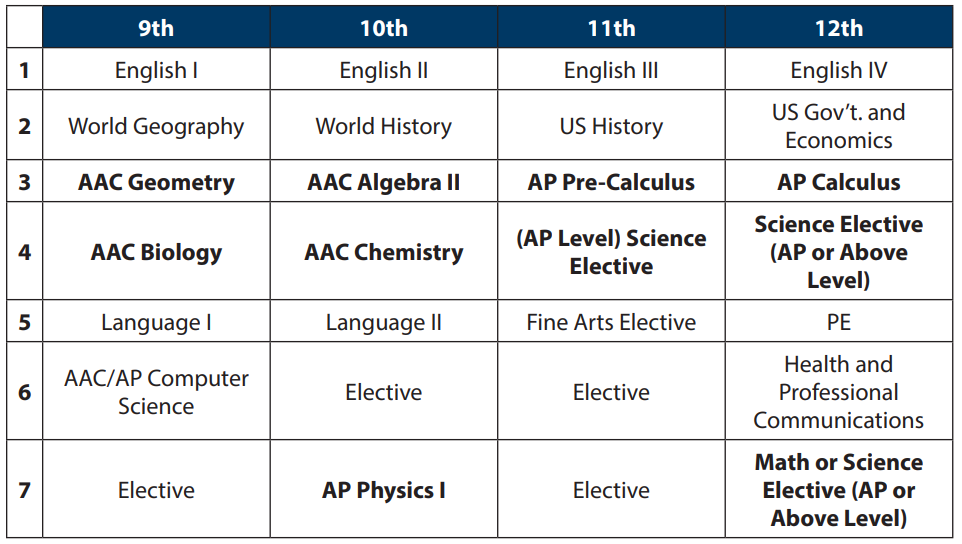 9th 10th 11th 12th
1 English I English II English III English IV
2 World Geography World History US History US Gov't. and
Economics
3 AAC Geometry AAC Algebra II AP Pre-Calculus AP Calculus
4 AAC Biology AAC Chemistry (AP Level) Science
Elective Science Elective
(AP or Above
Level)
5 Language I Language II Fine Arts Elective PE
6 AAC/AP Computer
Science Elective Elective Health and
Professional
Communications
7 Elective AP Physics I Elective Math or Science
Elective (AP or
Above Level)